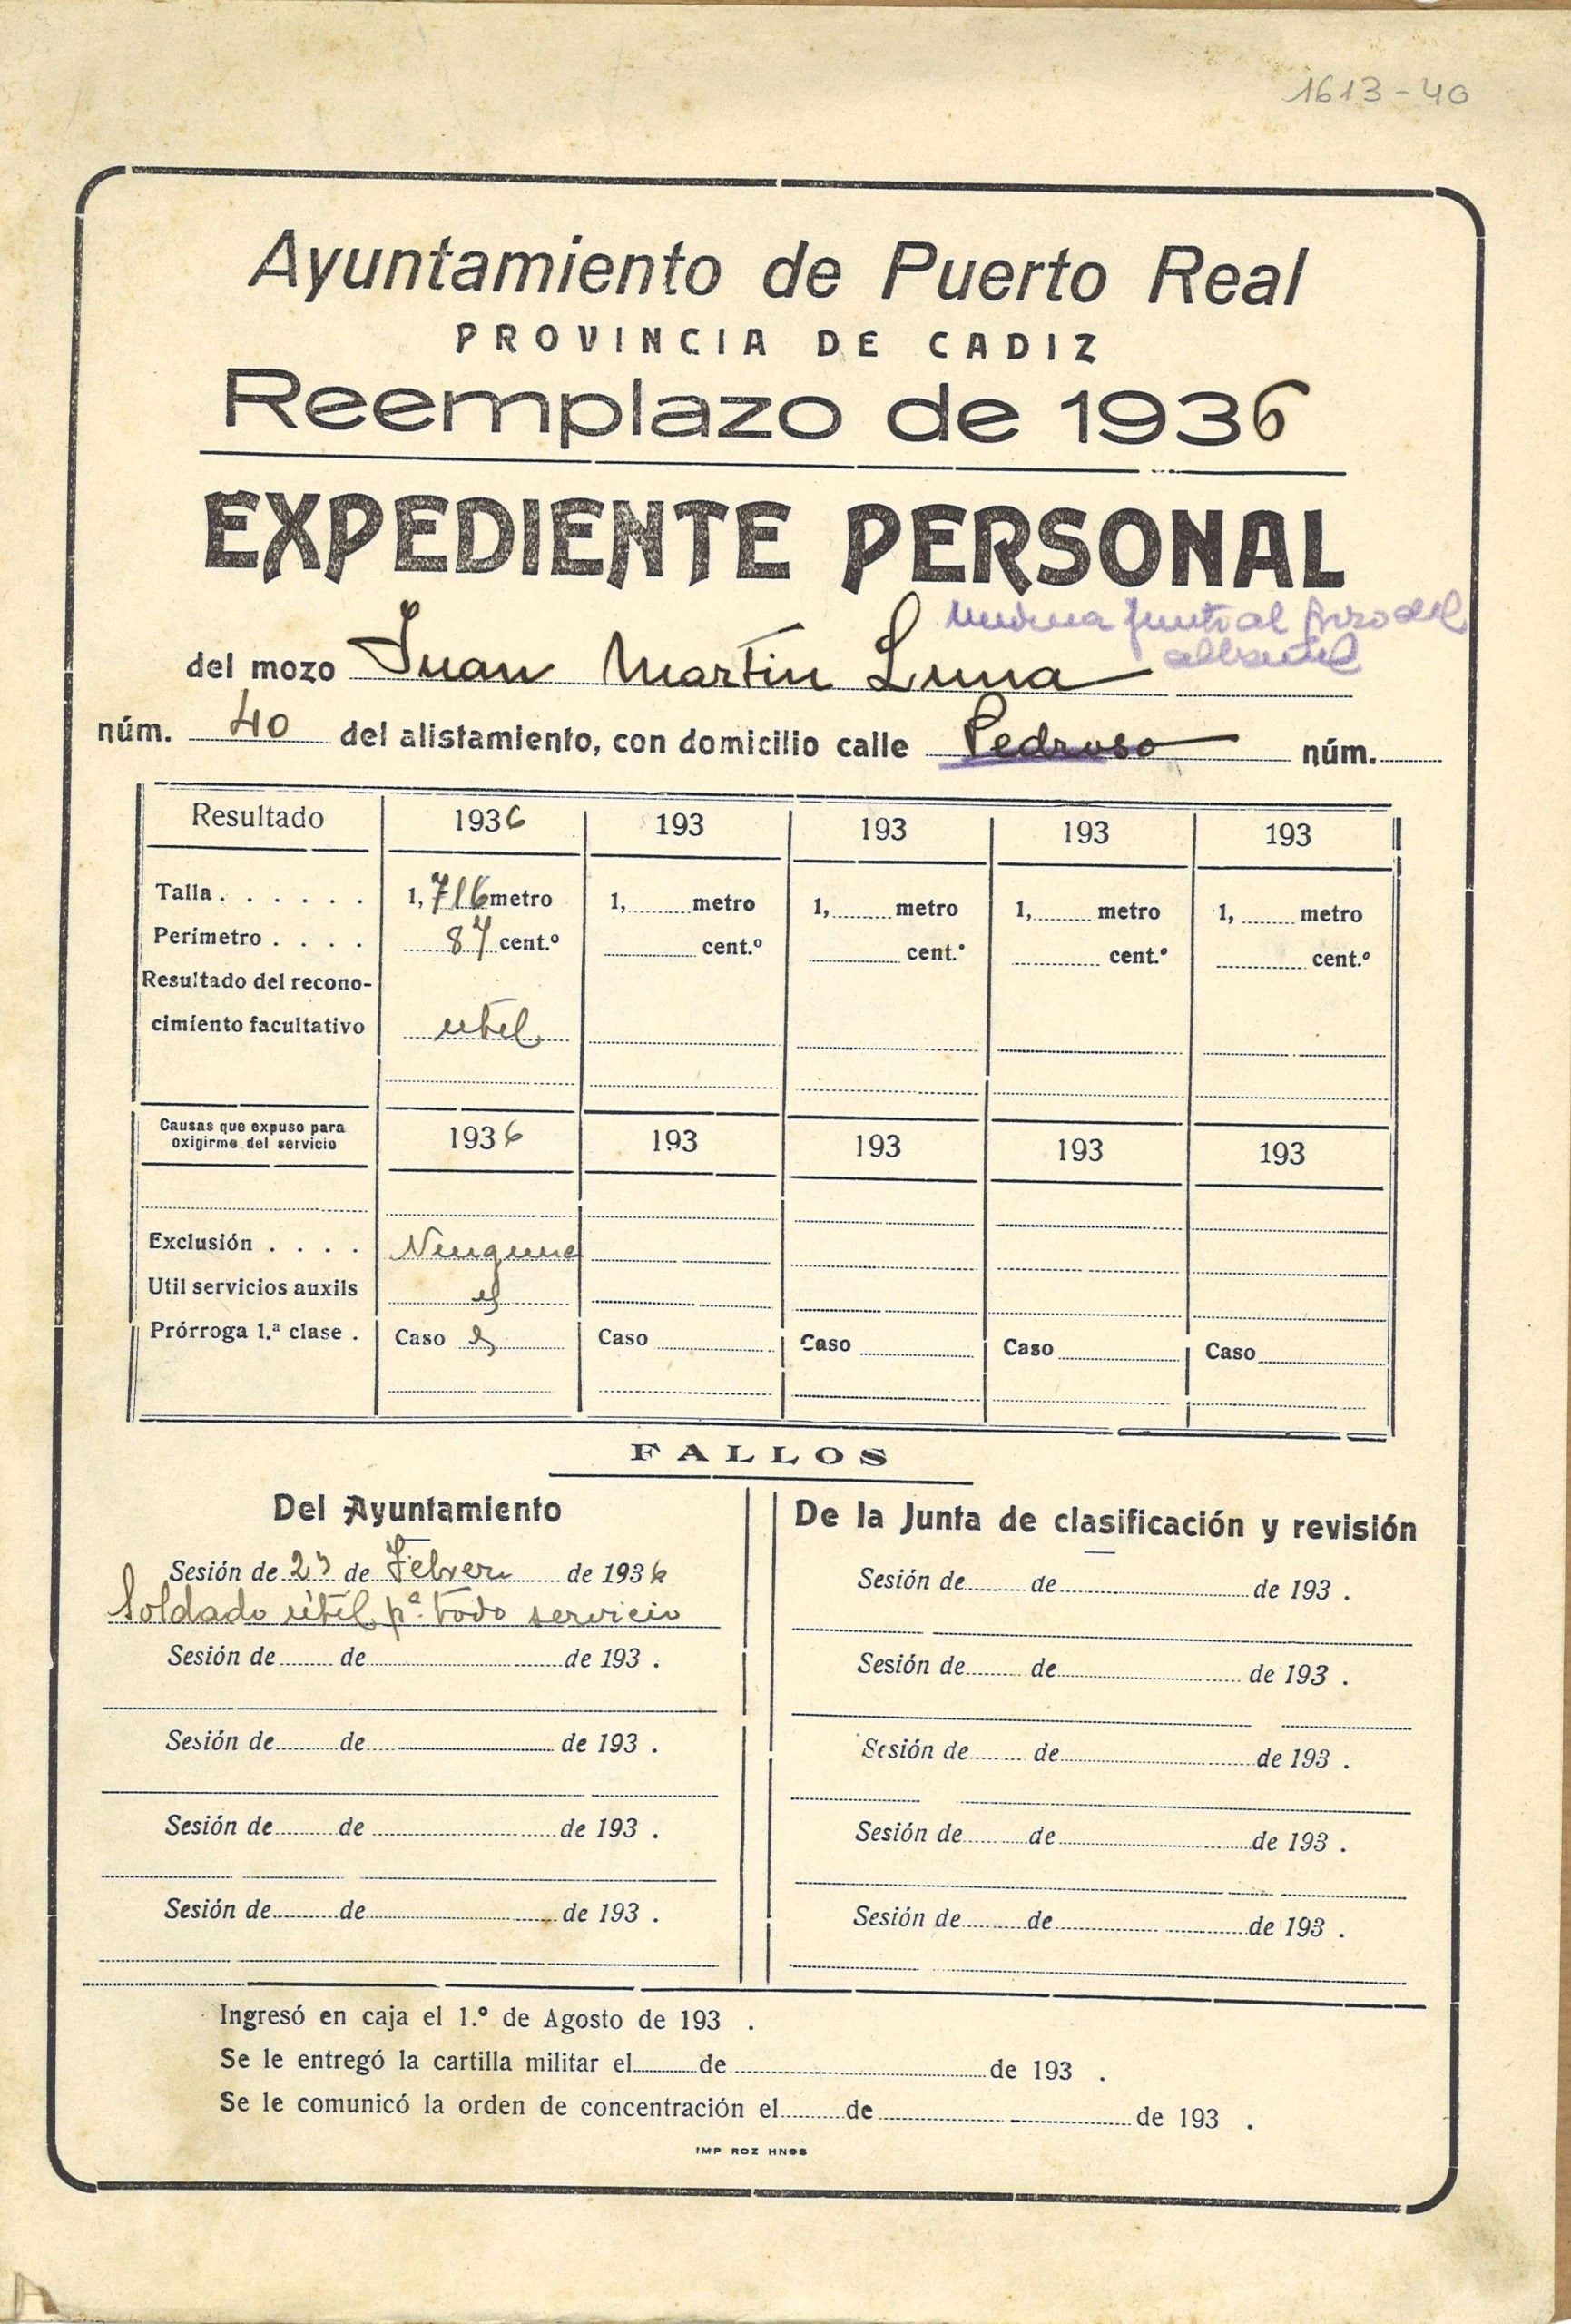 1613-40
Ayuntamiento de Puerto Real
PROVINCIA DE CADIZ
Reemplazo de 1936
EXPEDIENTE PERSONAL
junto al
del mozo Juan Martin Luna
núm. 40 del alistamiento, con domicilio calle Pedroso núm.
Resultado 1936 193 193 193 193
Talla 1,716 metro 1, metro 1, metro 1, metro 1, metro
Perímetro 87 cent.º cent.º cent.º cent.º cent.º
Resultado del recono-
cimiento facultativo util
Causas que expuso para
oxigirme del servicio 1936 193 193 193 193
Exclusión Ninguna
Util servicios auxils
Prórroga 1.ª clase . Caso Caso Caso Caso Caso
FALLOS
Del Ayuntamiento De la Junta de clasificación y revisión
Sesión de 23 de Febrero de 1936 Sesión de de de 193 .
Soldado útil pª. todo servicio
Sesión de de de 193 . Sesión de de de 193 .
Sesión de de de 193 . Sesión de de de 193 .
Sesión de de de 193 . Sesión de de de 193 .
Sesión de de de 193 . Sesión de de de 193 .
Ingresó en caja el 1.º de Agosto de 193 .
Se le entregó la cartilla militar el de de 193 .
Se le comunicó la orden de concentración el de de 193 .
IMP ROZ HNOS